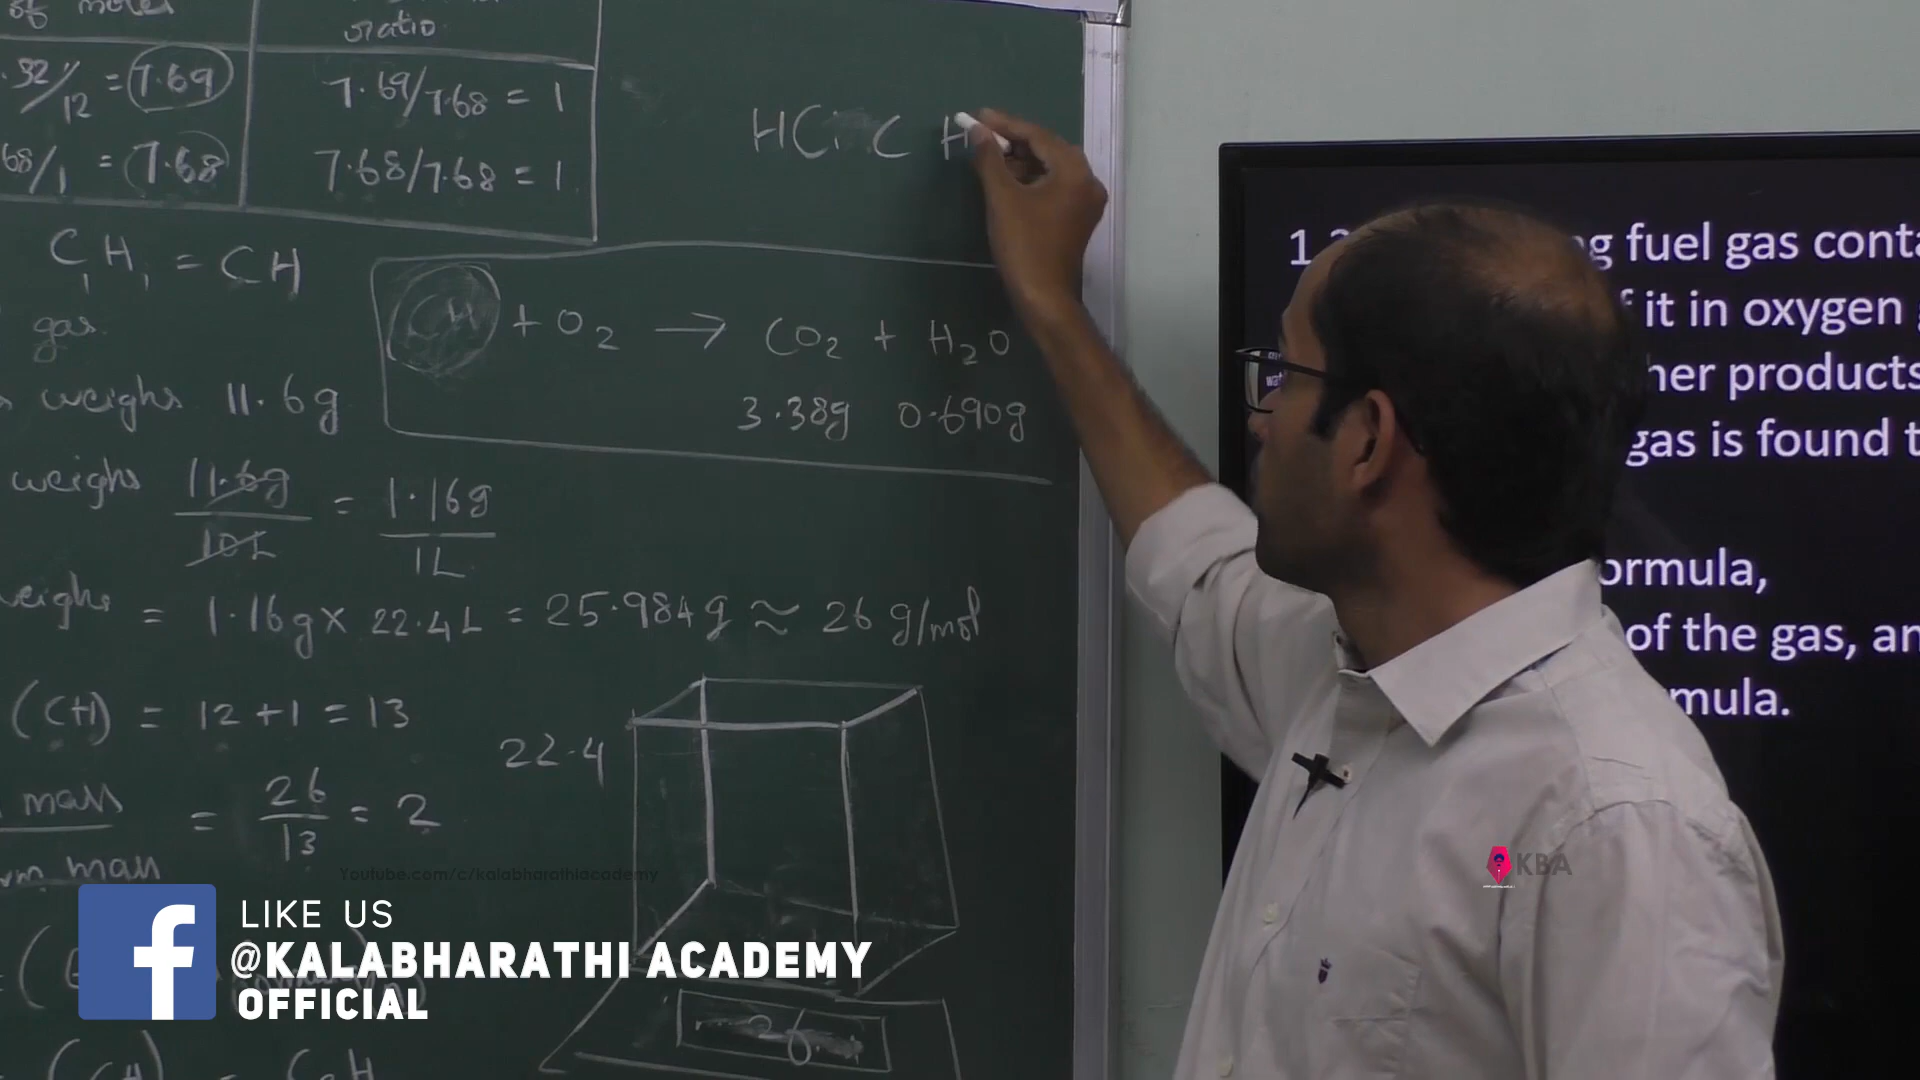 of moles ratio
.32/12 = 7.69 7.69/7.68 = 1
68/1 = 7.68 7.68/7.68 = 1
HC C H
C1H1 = CH
gas
CH + O2 → CO2 + H2O
3.38g 0.690g
weighs 11.6g
weighs 11.6g/10L = 1.16g/1L
weighs = 1.16g x 22.4L = 25.984g ≈ 26 g/mol
(CH) = 12+1 = 13
22.4
mass = 26/13 = 2
mass
26.
(CH) = C2H
1.
g fuel gas conta
f it in oxygen
her products
gas is found t
ormula,
of the gas, an
mula.
KBA
Youtube.com/c/kalabharathiacademy
f
LIKE US
@KALABHARATHI ACADEMY
OFFICIAL